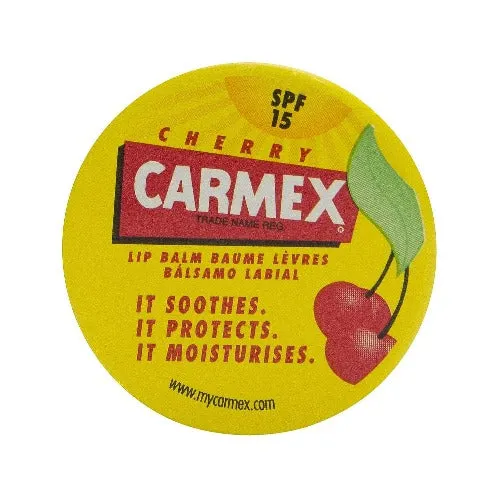 SPF
15
CHERRY
CARMEX®
TRADE NAME REG.
LIP BALM BAUME LÈVRES
BÁLSAMO LABIAL
IT SOOTHES.
IT PROTECTS.
IT MOISTURISES.
www.mycarmex.com